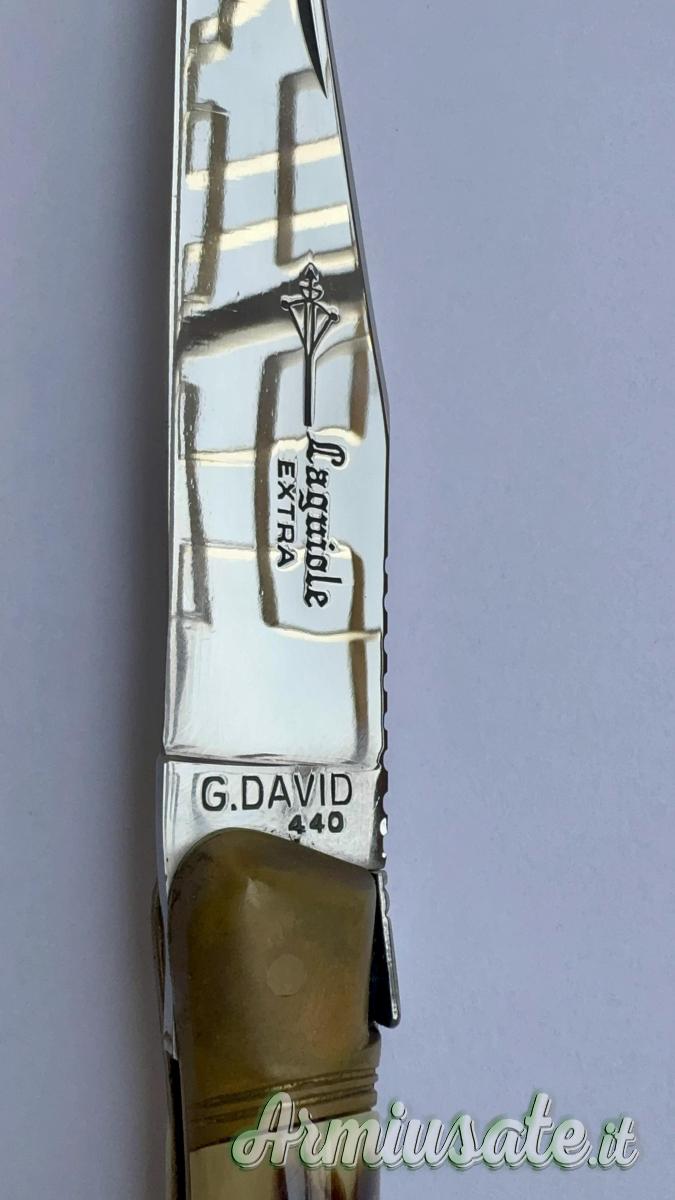 Laguiole
EXTRA
G.DAVID
440
Armiusate.it